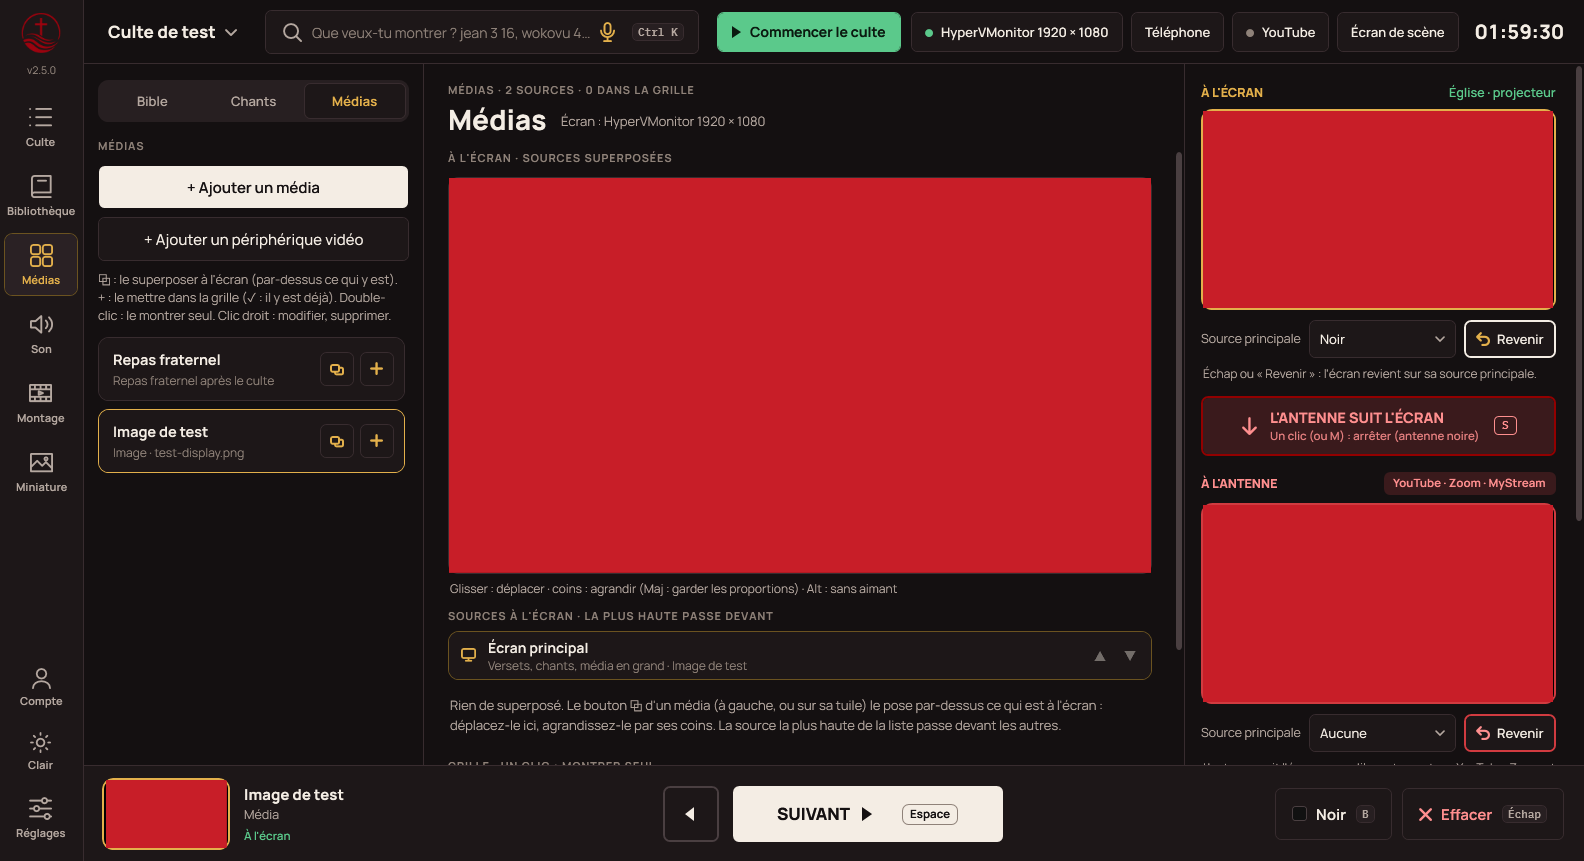 v2.5.0
Culte
Bibliothèque
Médias
Son
Montage
Miniature
Compte
Clair
Réglages
Culte de test
Que veux-tu montrer ? jean 3 16, wokovu 4...
Ctrl K
Commencer le culte
HyperVMonitor 1920 × 1080
Téléphone
YouTube
Écran de scène
01:59:30
Bible
Chants
Médias
MÉDIAS
+ Ajouter un média
+ Ajouter un périphérique vidéo
: le superposer à l'écran (par-dessus ce qui y est).
+ : le mettre dans la grille (✓ : il y est déjà). Double-
clic : le montrer seul. Clic droit : modifier, supprimer.
Repas fraternel
Repas fraternel après le culte
Image de test
Image · test-display.png
MÉDIAS · 2 SOURCES · 0 DANS LA GRILLE
Médias
Écran : HyperVMonitor 1920 × 1080
À L'ÉCRAN · SOURCES SUPERPOSÉES
Glisser : déplacer · coins : agrandir (Maj : garder les proportions) · Alt : sans aimant
SOURCES À L'ÉCRAN · LA PLUS HAUTE PASSE DEVANT
Écran principal
Versets, chants, média en grand · Image de test
Rien de superposé. Le bouton d'un média (à gauche, ou sur sa tuile) le pose par-dessus ce qui est à l'écran :
déplacez-le ici, agrandissez-le par ses coins. La source la plus haute de la liste passe devant les autres.
GRILLE · UN CLIC : MONTRER SEUL
À L'ÉCRAN
Église · projecteur
Source principale
Noir
Revenir
Échap ou « Revenir » : l'écran revient sur sa source principale.
L'ANTENNE SUIT L'ÉCRAN
Un clic (ou M) : arrêter (antenne noire)
S
À L'ANTENNE
YouTube · Zoom · MyStream
Source principale
Aucune
Revenir
Image de test
Média
À l'écran
SUIVANT
Espace
Noir
B
Effacer
Échap